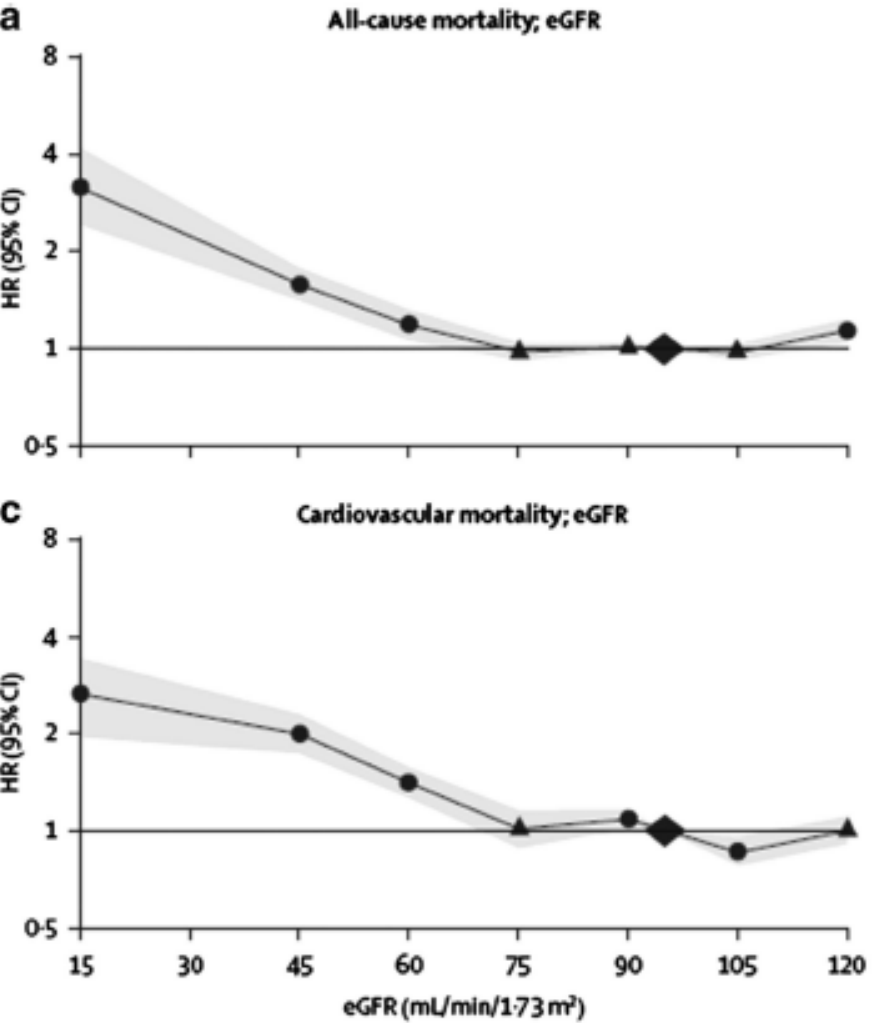 a
All-cause mortality; eGFR
8
4
2
1
0·5
HR (95% CI)
c
Cardiovascular mortality; eGFR
8
4
2
1
0·5
HR (95% CI)
15 30 45 60 75 90 105 120
eGFR (mL/min/1·73 m²)